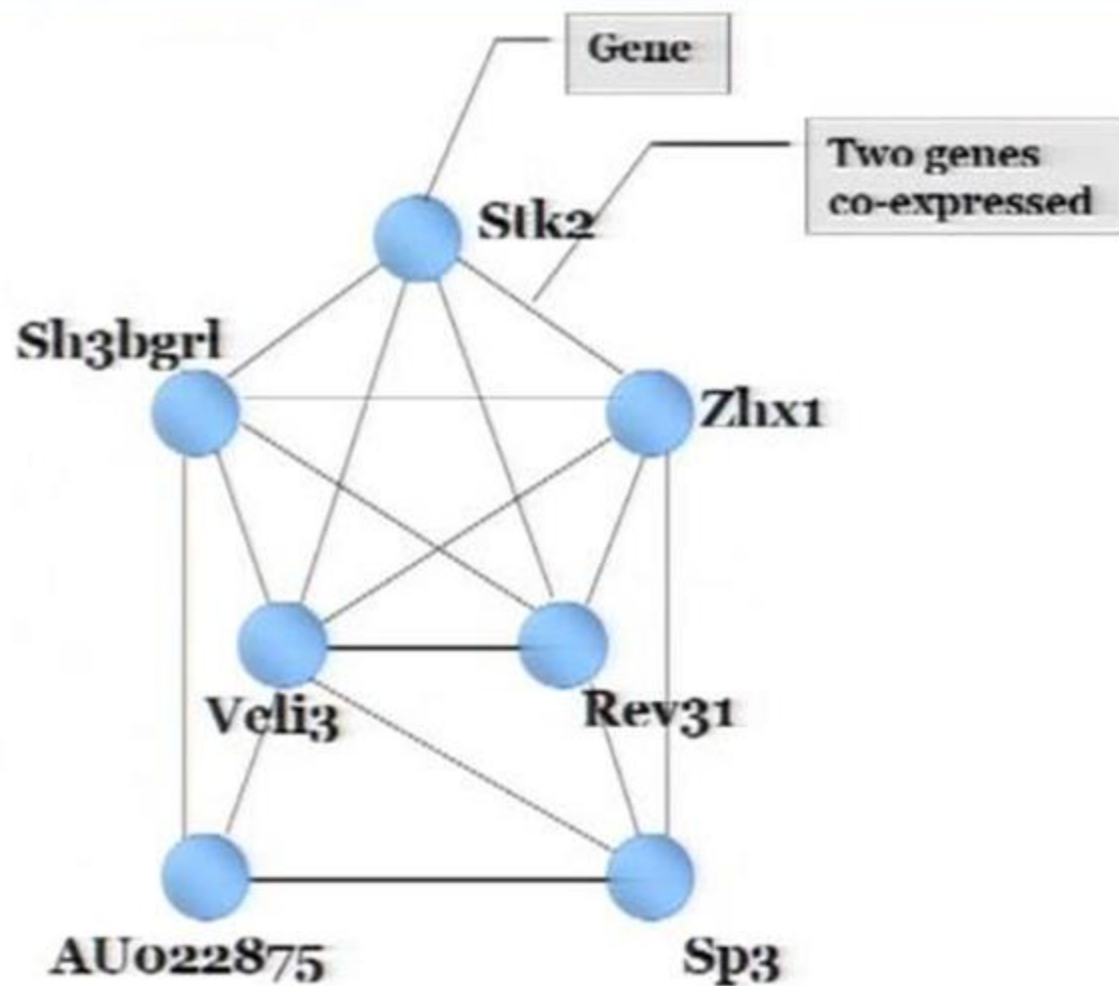 Gene
Two genes
co-expressed
Stk2
Sh3bgrl
Zhx1
Veli3
Rev31
AU022875
Sp3